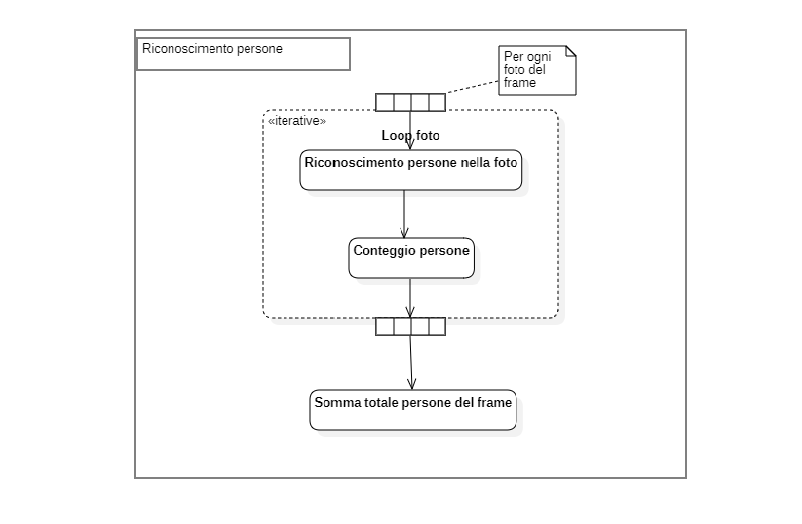 Riconoscimento persone
Per ogni
foto del
frame
«iterative»
Loop foto
Riconoscimento persone nella foto
Conteggio persone
Somma totale persone del frame